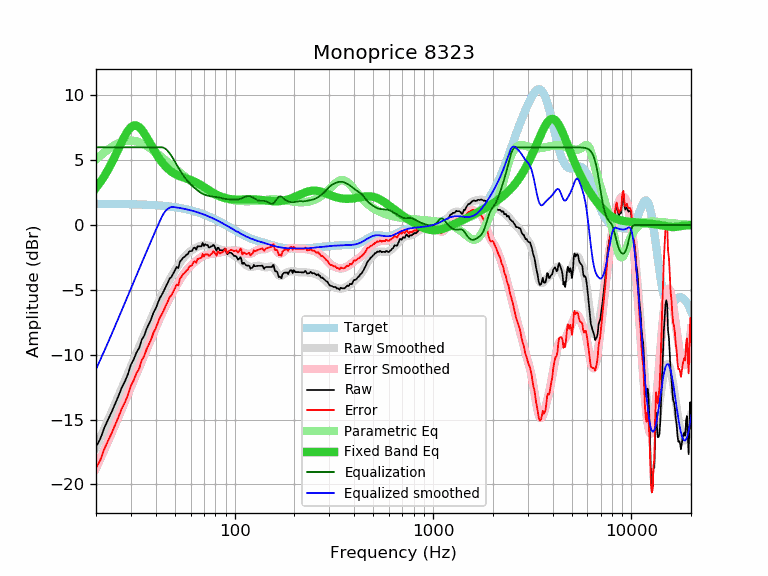 Monoprice 8323
10
5
0
−5
−10
−15
−20
Amplitude (dBr)
Target
Raw Smoothed
Error Smoothed
Raw
Error
Parametric Eq
Fixed Band Eq
Equalization
Equalized smoothed
100
1000
10000
Frequency (Hz)